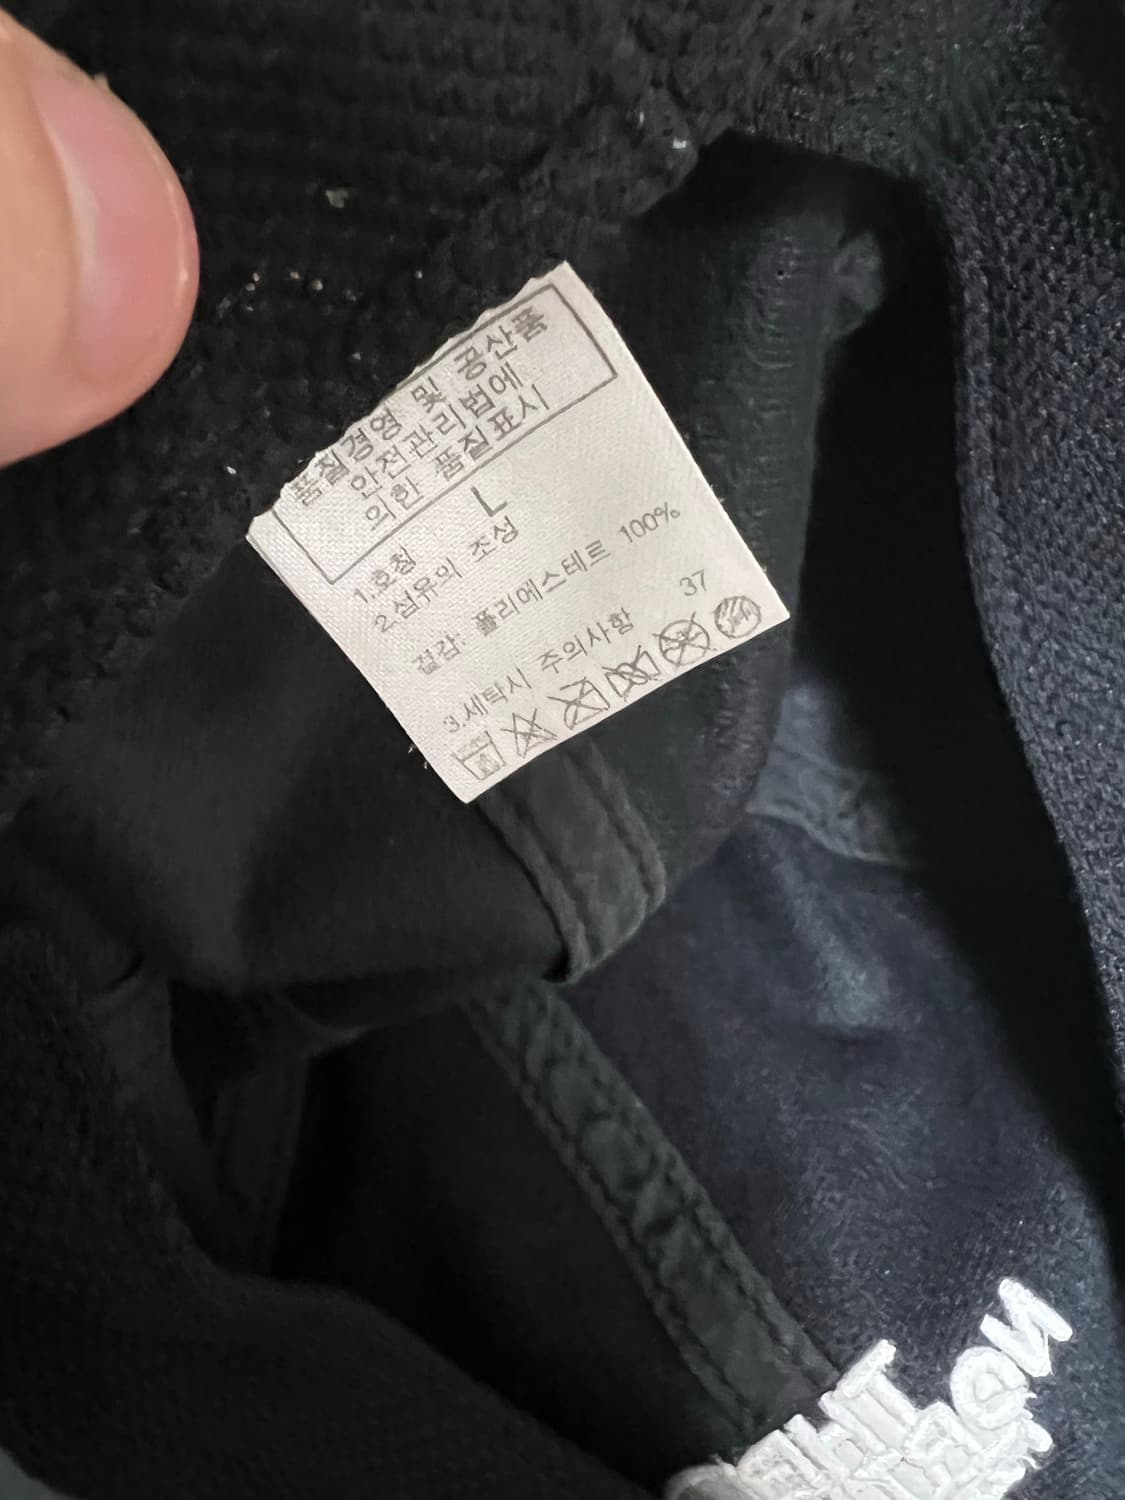 품질경영 및 공산품
안전관리법에
의한 품질표시
1.호칭 L
2.섬유의 조성
겉감: 폴리에스테르 100%
3.세탁시 주의사항 37